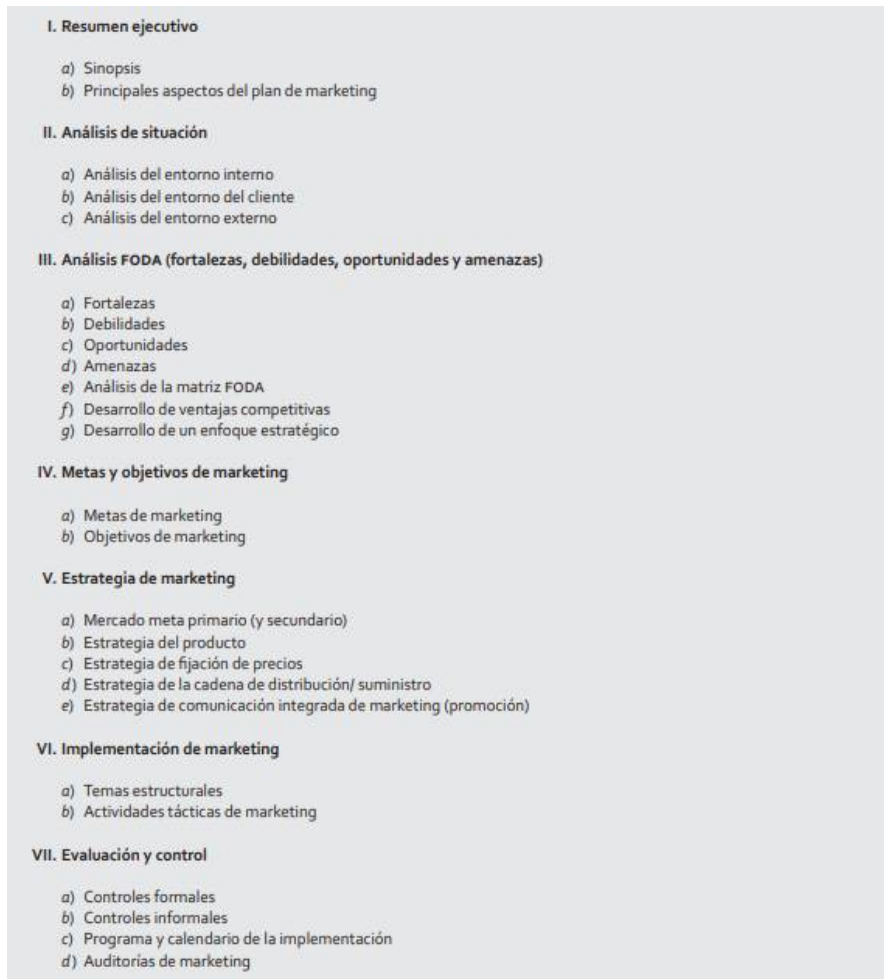 I. Resumen ejecutivo
a) Sinopsis
b) Principales aspectos del plan de marketing
II. Análisis de situación
a) Análisis del entorno interno
b) Análisis del entorno del cliente
c) Análisis del entorno externo
III. Análisis FODA (fortalezas, debilidades, oportunidades y amenazas)
a) Fortalezas
b) Debilidades
c) Oportunidades
d) Amenazas
e) Análisis de la matriz FODA
f) Desarrollo de ventajas competitivas
g) Desarrollo de un enfoque estratégico
IV. Metas y objetivos de marketing
a) Metas de marketing
b) Objetivos de marketing
V. Estrategia de marketing
a) Mercado meta primario (y secundario)
b) Estrategia del producto
c) Estrategia de fijación de precios
d) Estrategia de la cadena de distribución/ suministro
e) Estrategia de comunicación integrada de marketing (promoción)
VI. Implementación de marketing
a) Temas estructurales
b) Actividades tácticas de marketing
VII. Evaluación y control
a) Controles formales
b) Controles informales
c) Programa y calendario de la implementación
d) Auditorías de marketing